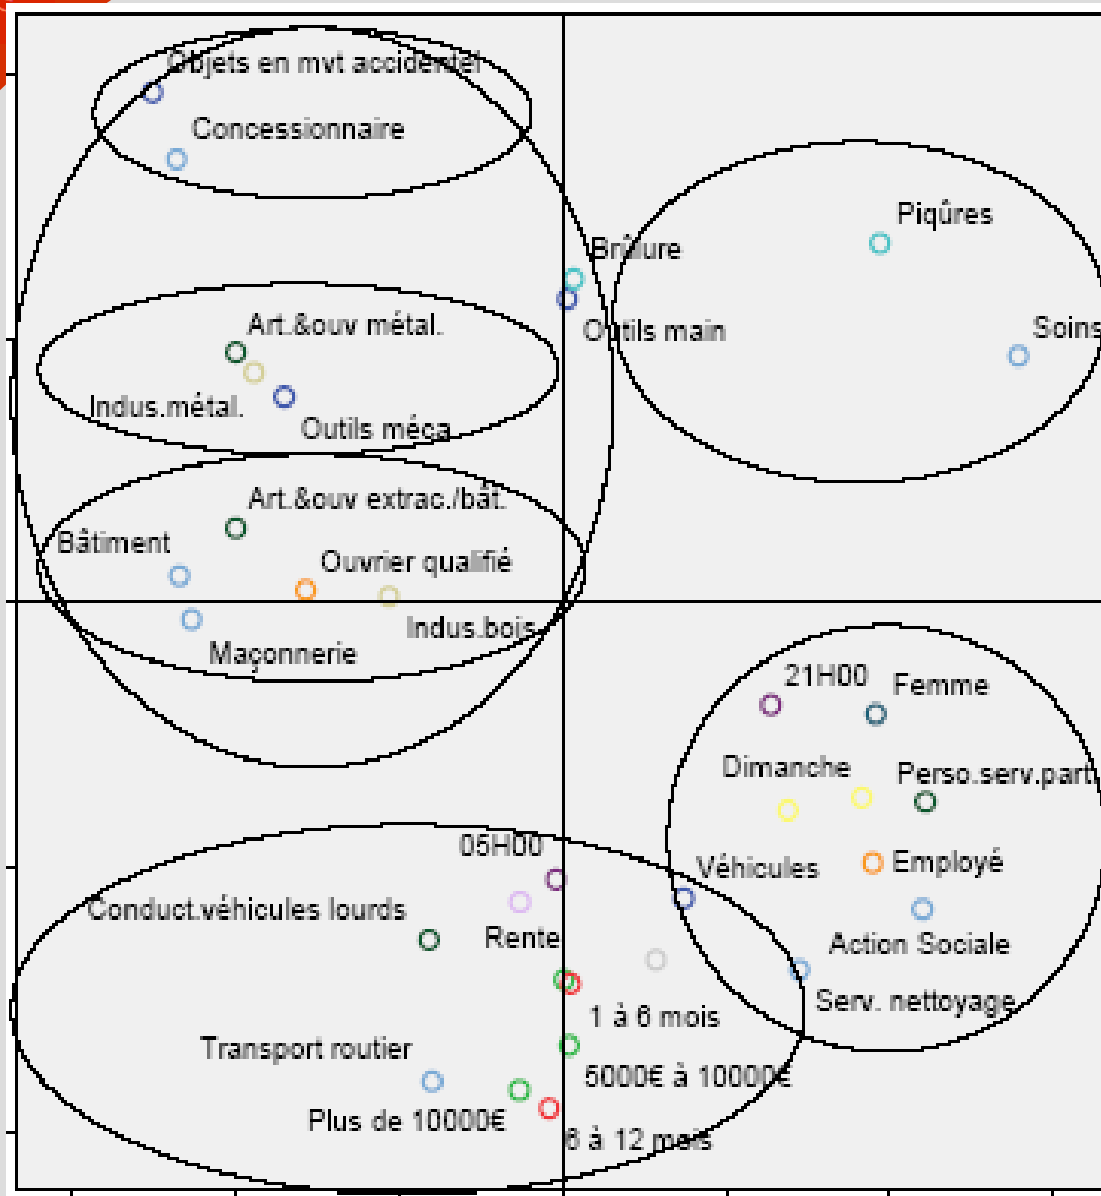 Objets en mvt accidentel
Concessionnaire
Piqûres
Brûlure
Art.&ouv métal.
Outils main
Soins
Indus.métal.
Outils méca
Art.&ouv extrac./bât.
Bâtiment
Ouvrier qualifié
Indus.bois
Maçonnerie
21H00
Femme
Dimanche
Perso.serv.part.
05H00
Véhicules
Employé
Conduct.véhicules lourds
Rente
Action Sociale
Serv. nettoyage
1 à 6 mois
Transport routier
5000€ à 10000€
Plus de 10000€
6 à 12 mois